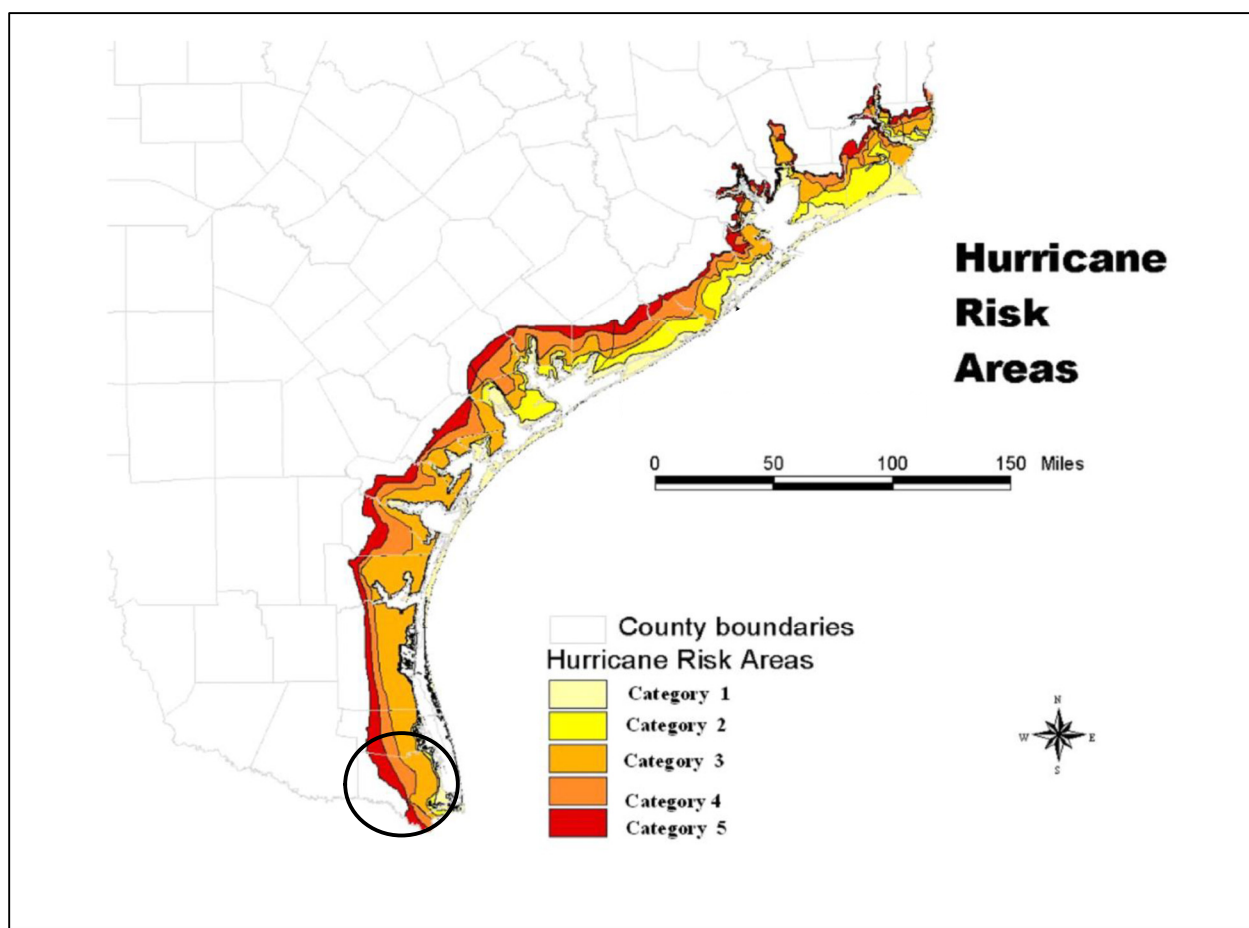 Hurricane
Risk
Areas
0 50 100 150 Miles
County boundaries
Hurricane Risk Areas
Category 1
Category 2
Category 3
Category 4
Category 5
N
W E
S